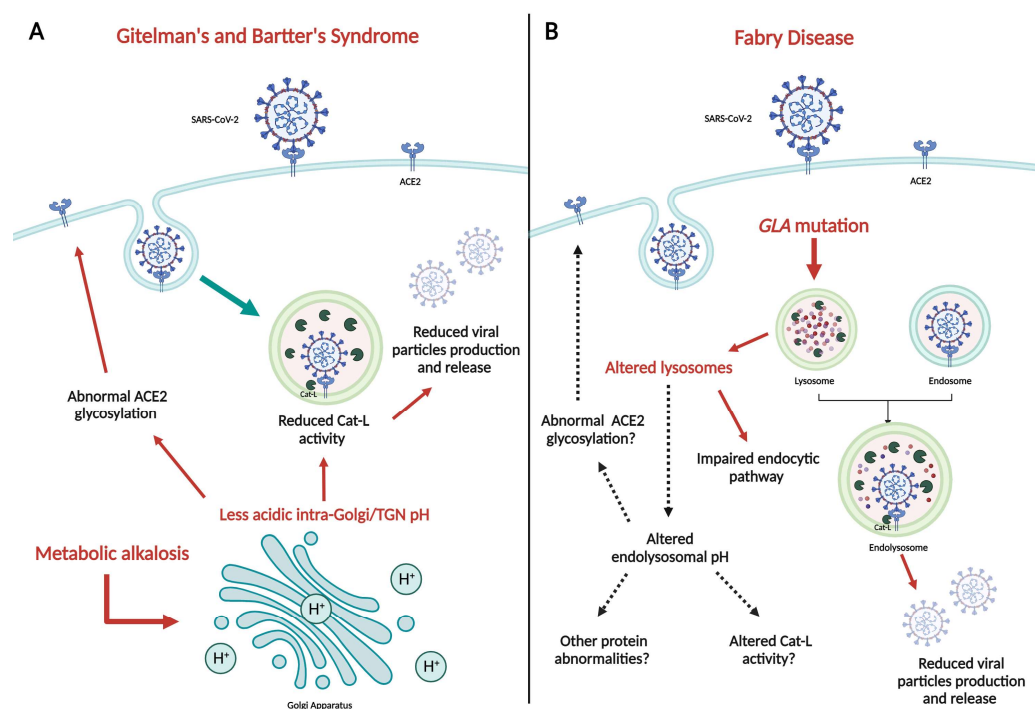 A
Gitelman's and Bartter's Syndrome
SARS-CoV-2
ACE2
Reduced viral
particles production
and release
Cat-L
Abnormal ACE2
glycosylation
Reduced Cat-L
activity
Less acidic intra-Golgi/TGN pH
Metabolic alkalosis
H+
H+
H+
H+
Golgi Apparatus
B
Fabry Disease
SARS-CoV-2
ACE2
GLA mutation
Lysosome
Endosome
Altered lysosomes
Abnormal ACE2
glycosylation?
Impaired endocytic
pathway
Cat-L
Endolysosome
Altered
endolysosomal pH
Other protein
abnormalities?
Altered Cat-L
activity?
Reduced viral
particles production
and release